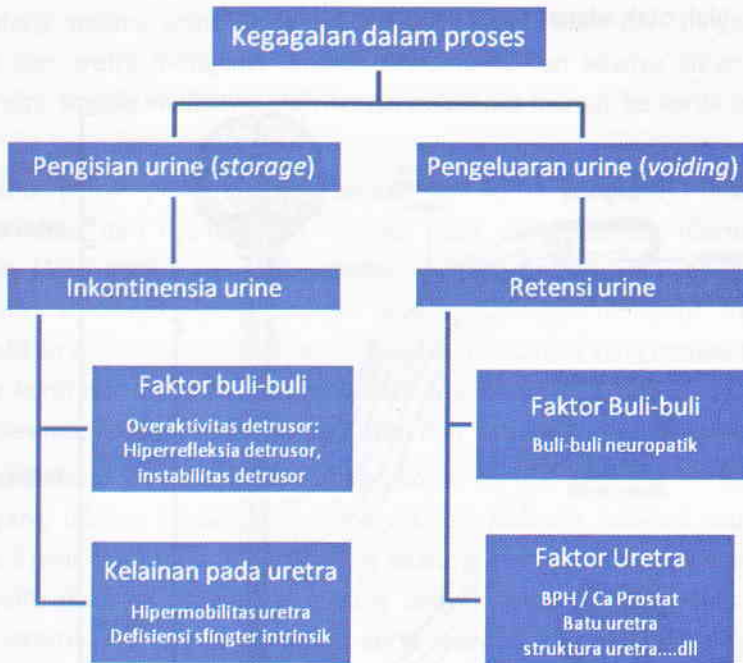 Kegagalan dalam proses
Pengisian urine (storage)
Pengeluaran urine (voiding)
Inkontinensia urine
Retensi urine
Faktor buli-buli
Overaktivitas detrusor:
Hiperrefleksia detrusor,
instabilitas detrusor
Faktor Buli-buli
Buli-buli neuropatik
Kelainan pada uretra
Hipermobilitas uretra
Defisiensi sfingter intrinsik
Faktor Uretra
BPH / Ca Prostat
Batu uretra
struktura uretra....dll